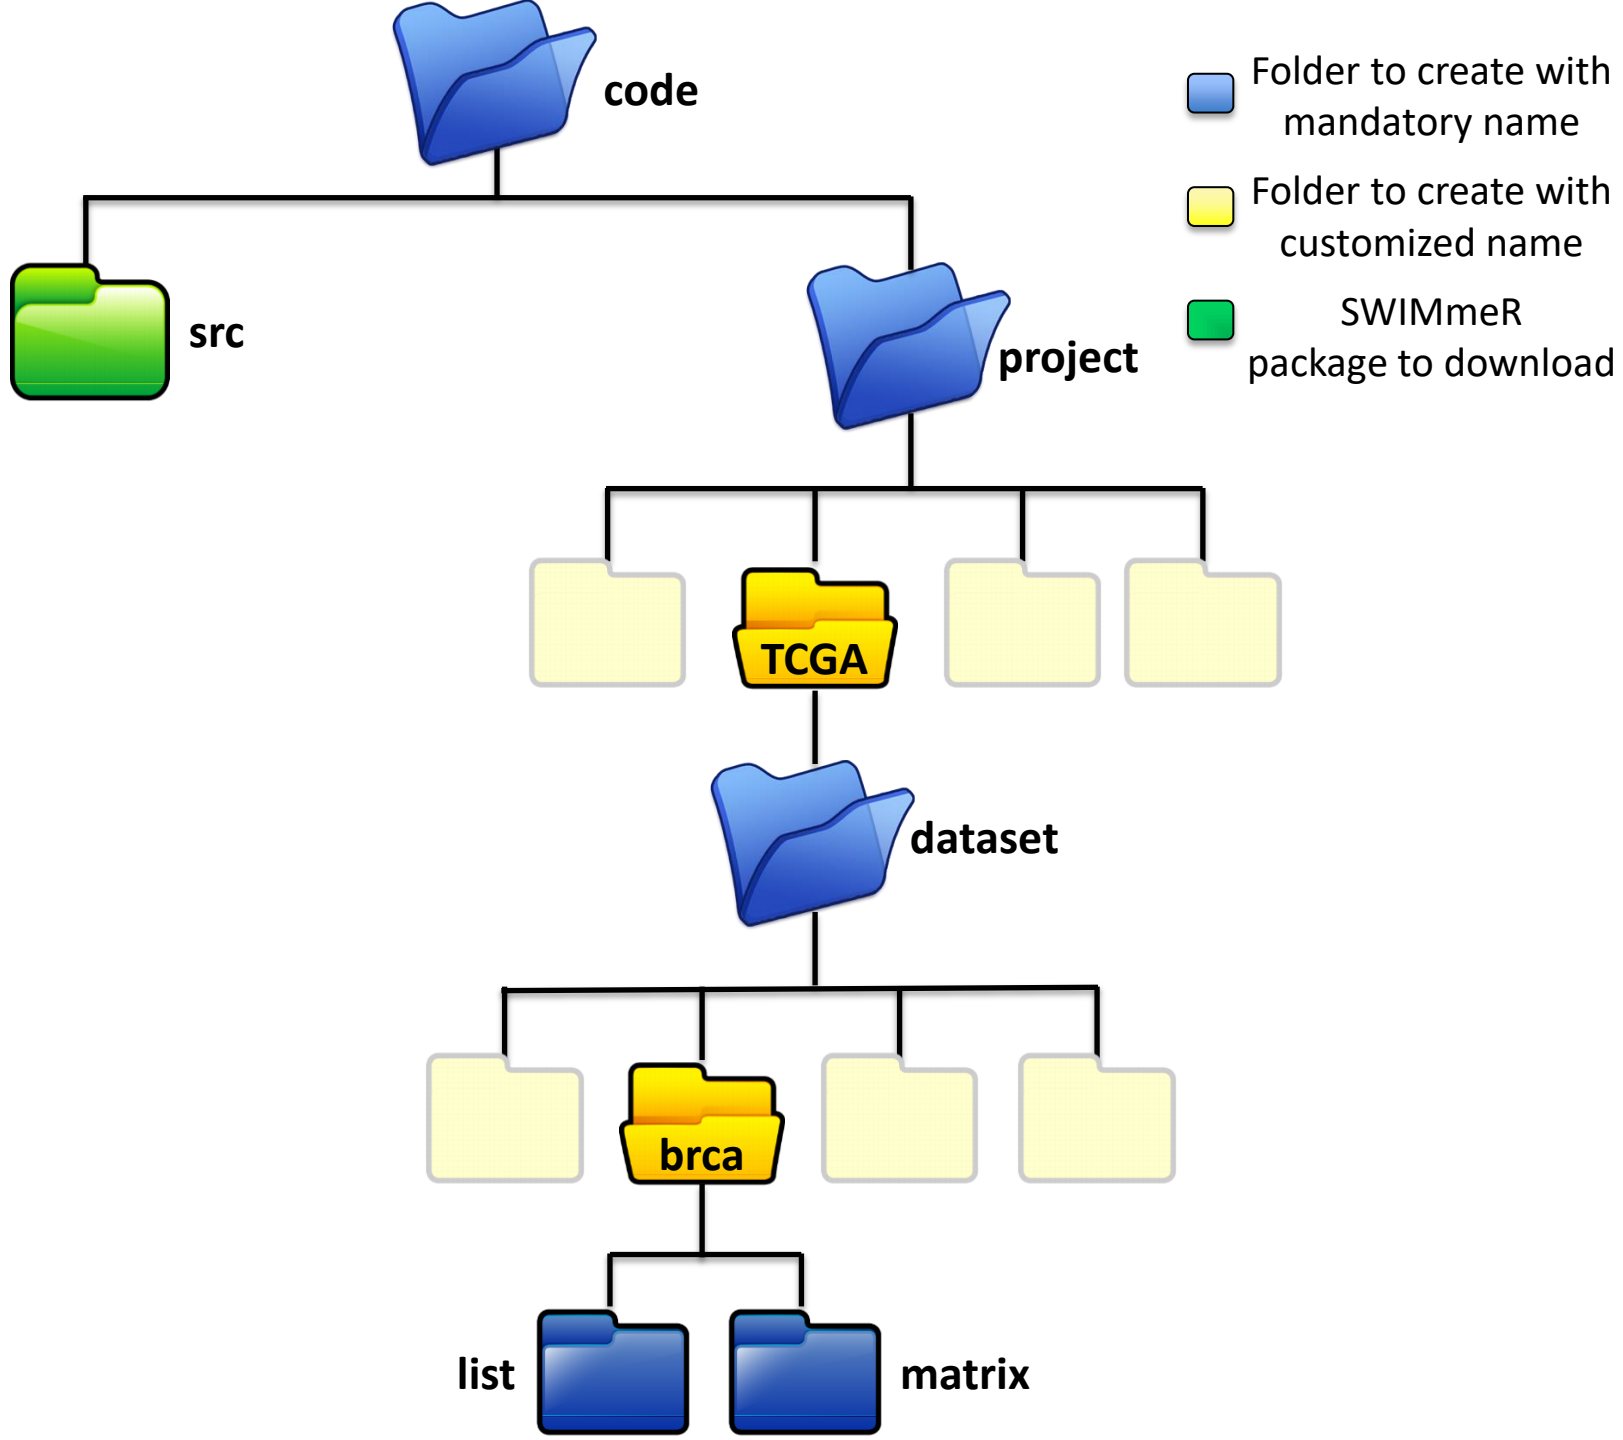 code
Folder to create with
mandatory name
Folder to create with
customized name
SWIMmeR
package to download
src
project
TCGA
dataset
brca
list
matrix